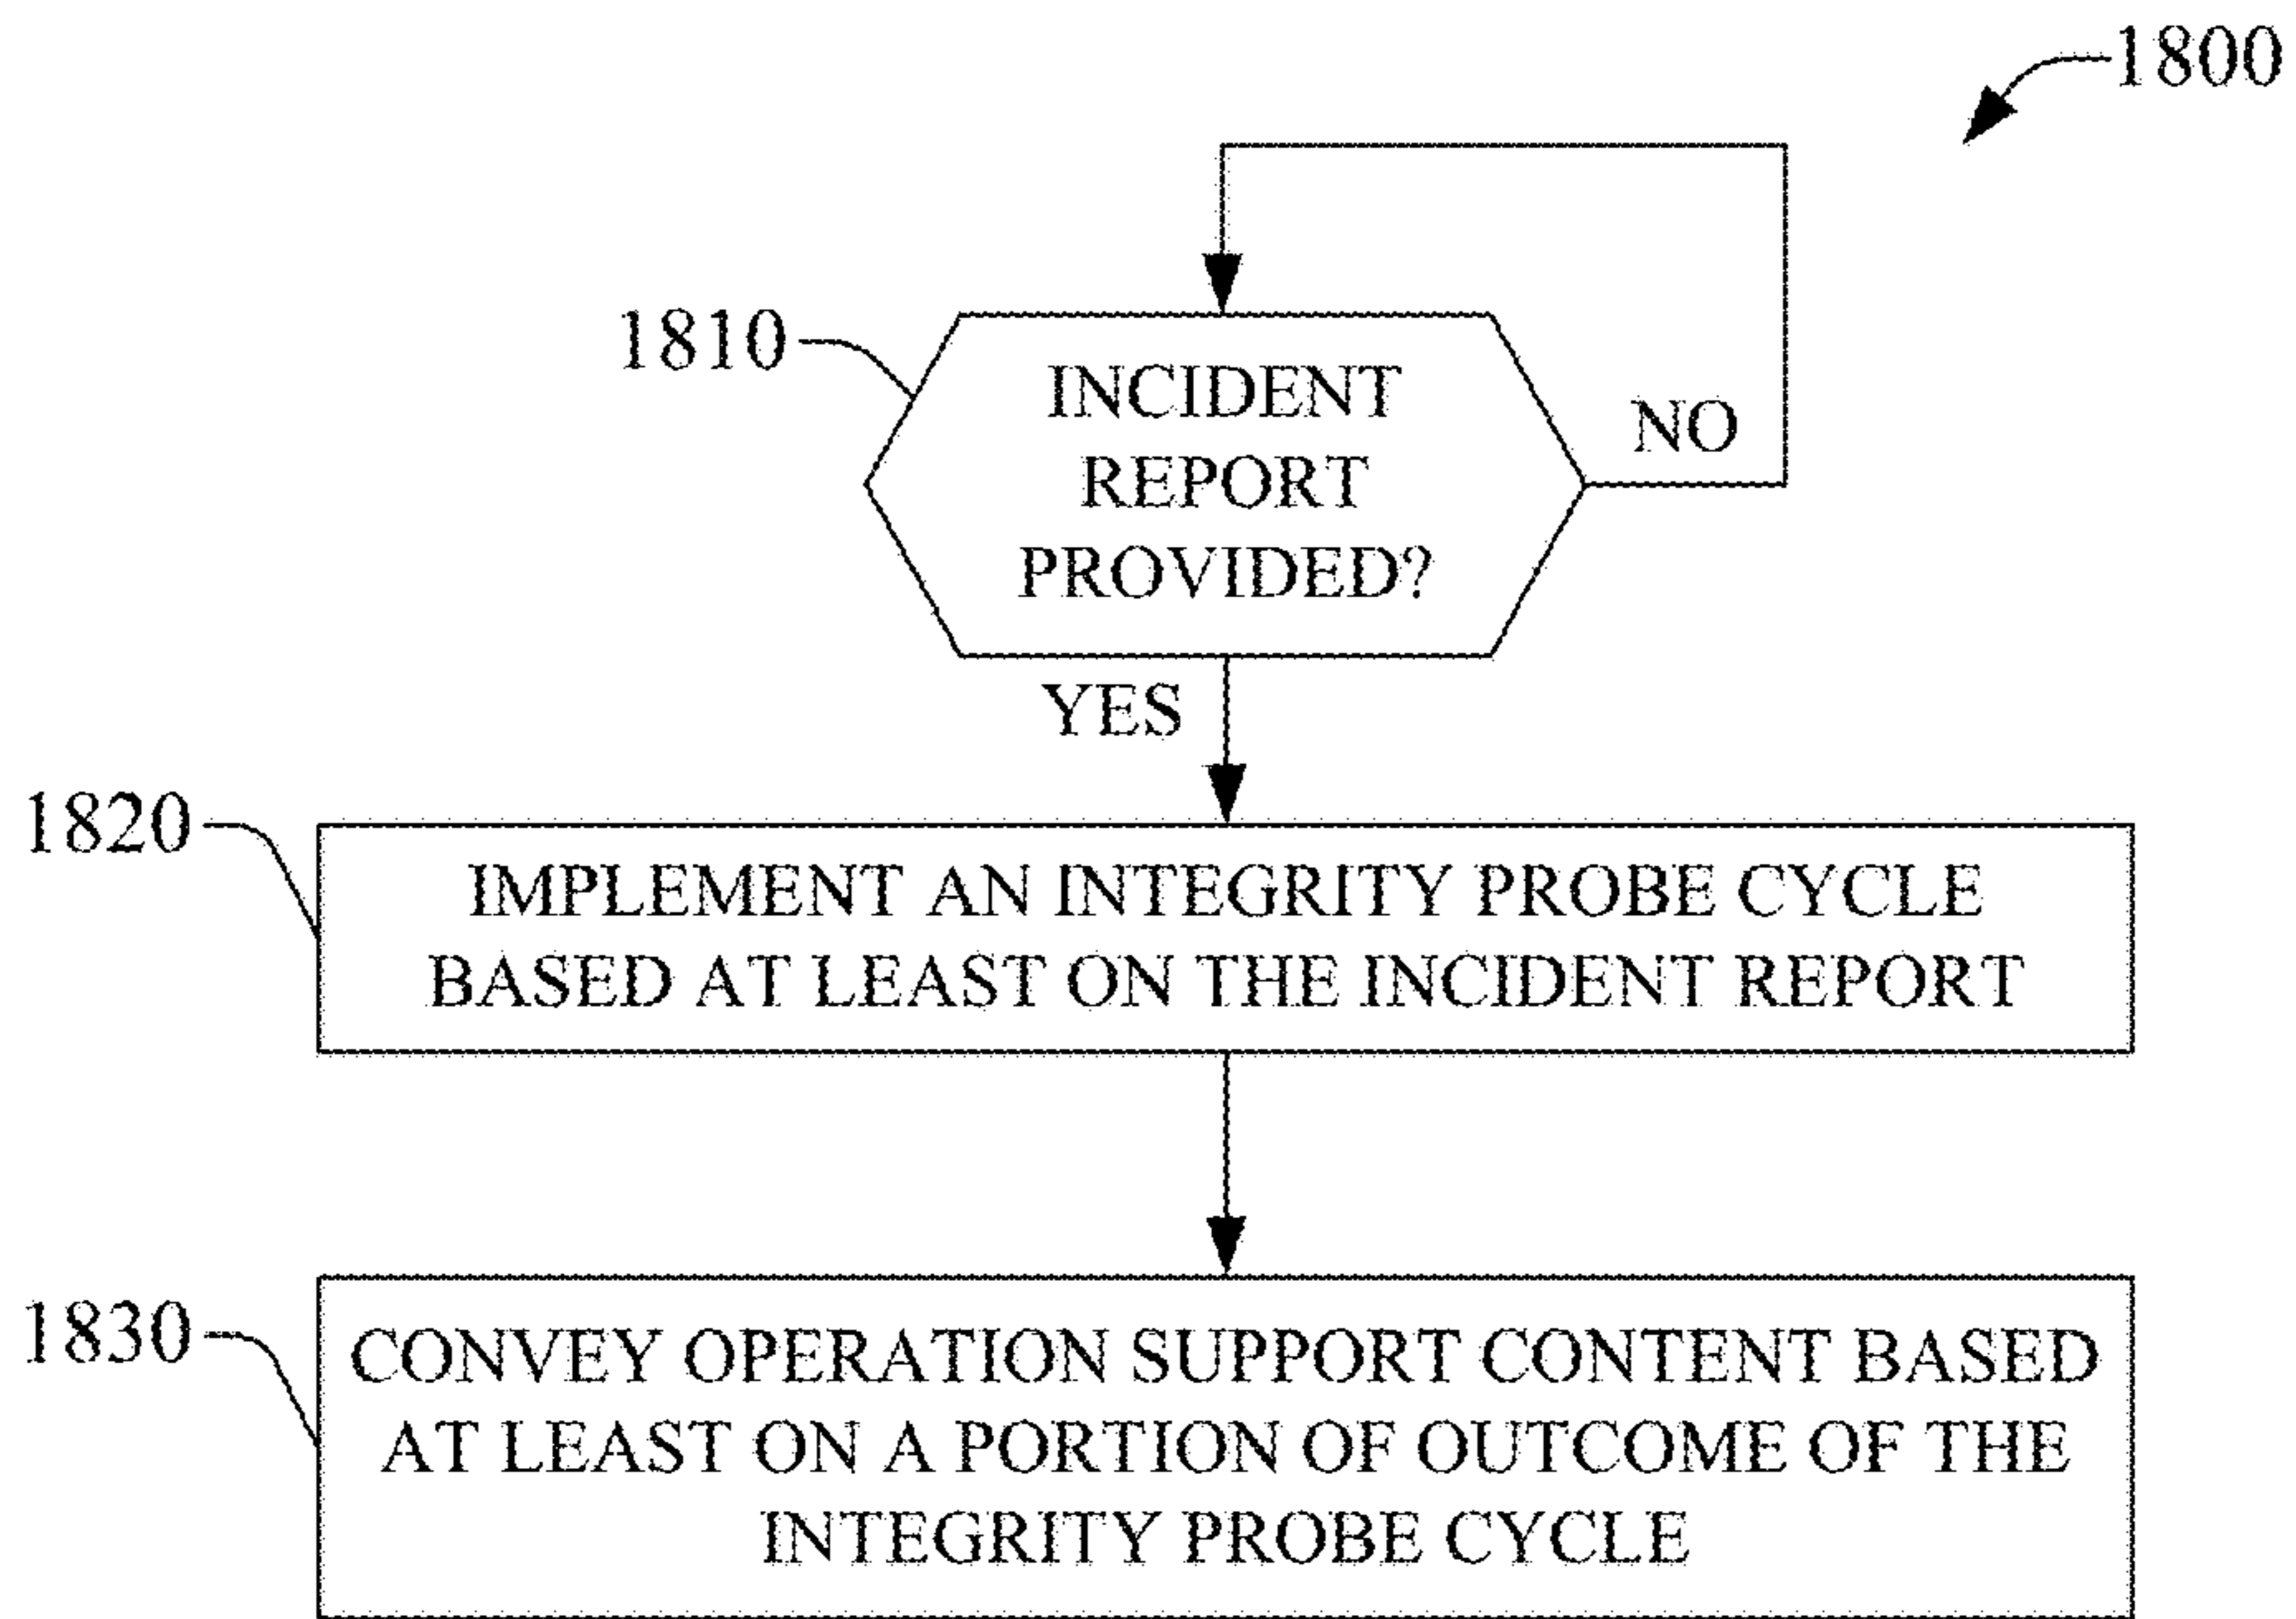 1800
1810
INCIDENT
REPORT
PROVIDED?
NO
YES
1820
IMPLEMENT AN INTEGRITY PROBE CYCLE
BASED AT LEAST ON THE INCIDENT REPORT
1830
CONVEY OPERATION SUPPORT CONTENT BASED
AT LEAST ON A PORTION OF OUTCOME OF THE
INTEGRITY PROBE CYCLE